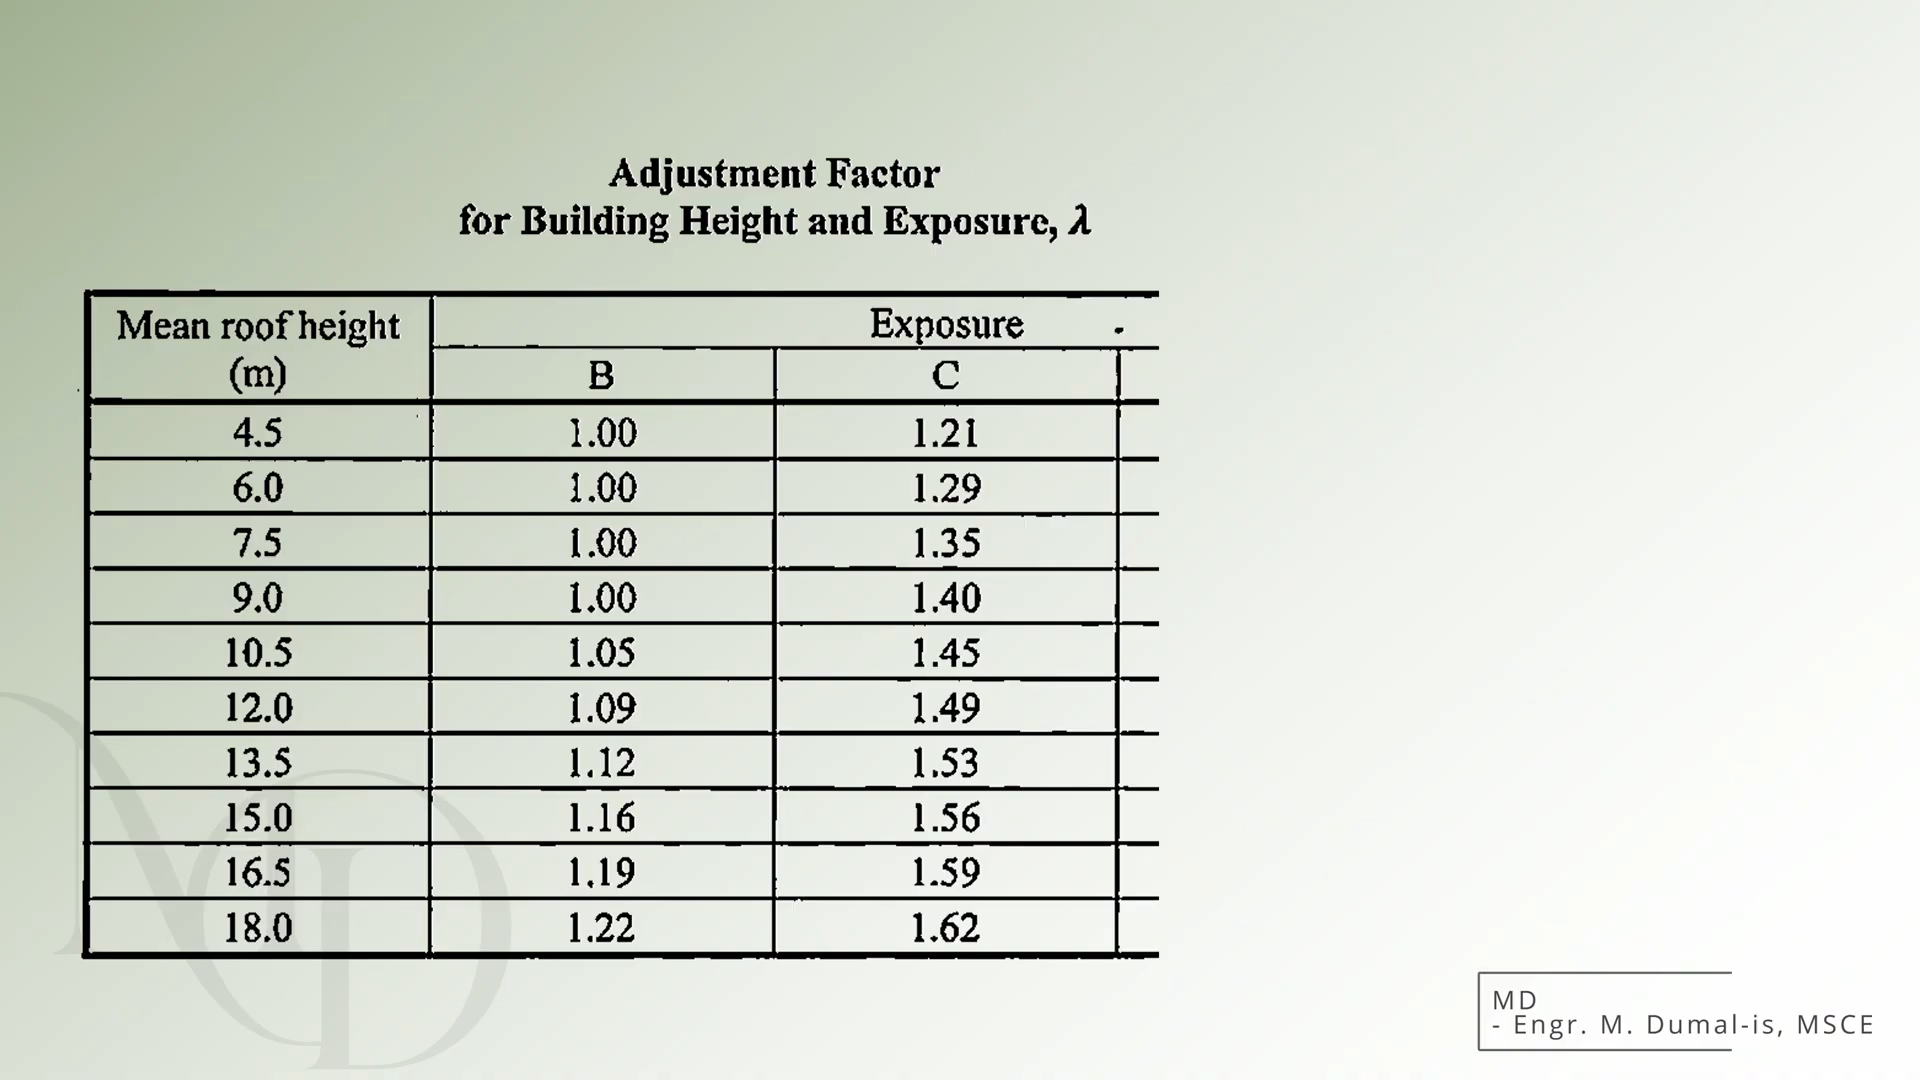 Adjustment Factor
for Building Height and Exposure, λ
Mean roof height Exposure
(m) B C
4.5 1.00 1.21
6.0 1.00 1.29
7.5 1.00 1.35
9.0 1.00 1.40
10.5 1.05 1.45
12.0 1.09 1.49
13.5 1.12 1.53
15.0 1.16 1.56
16.5 1.19 1.59
18.0 1.22 1.62
MD
MD
- Engr. M. Dumal-is, MSCE